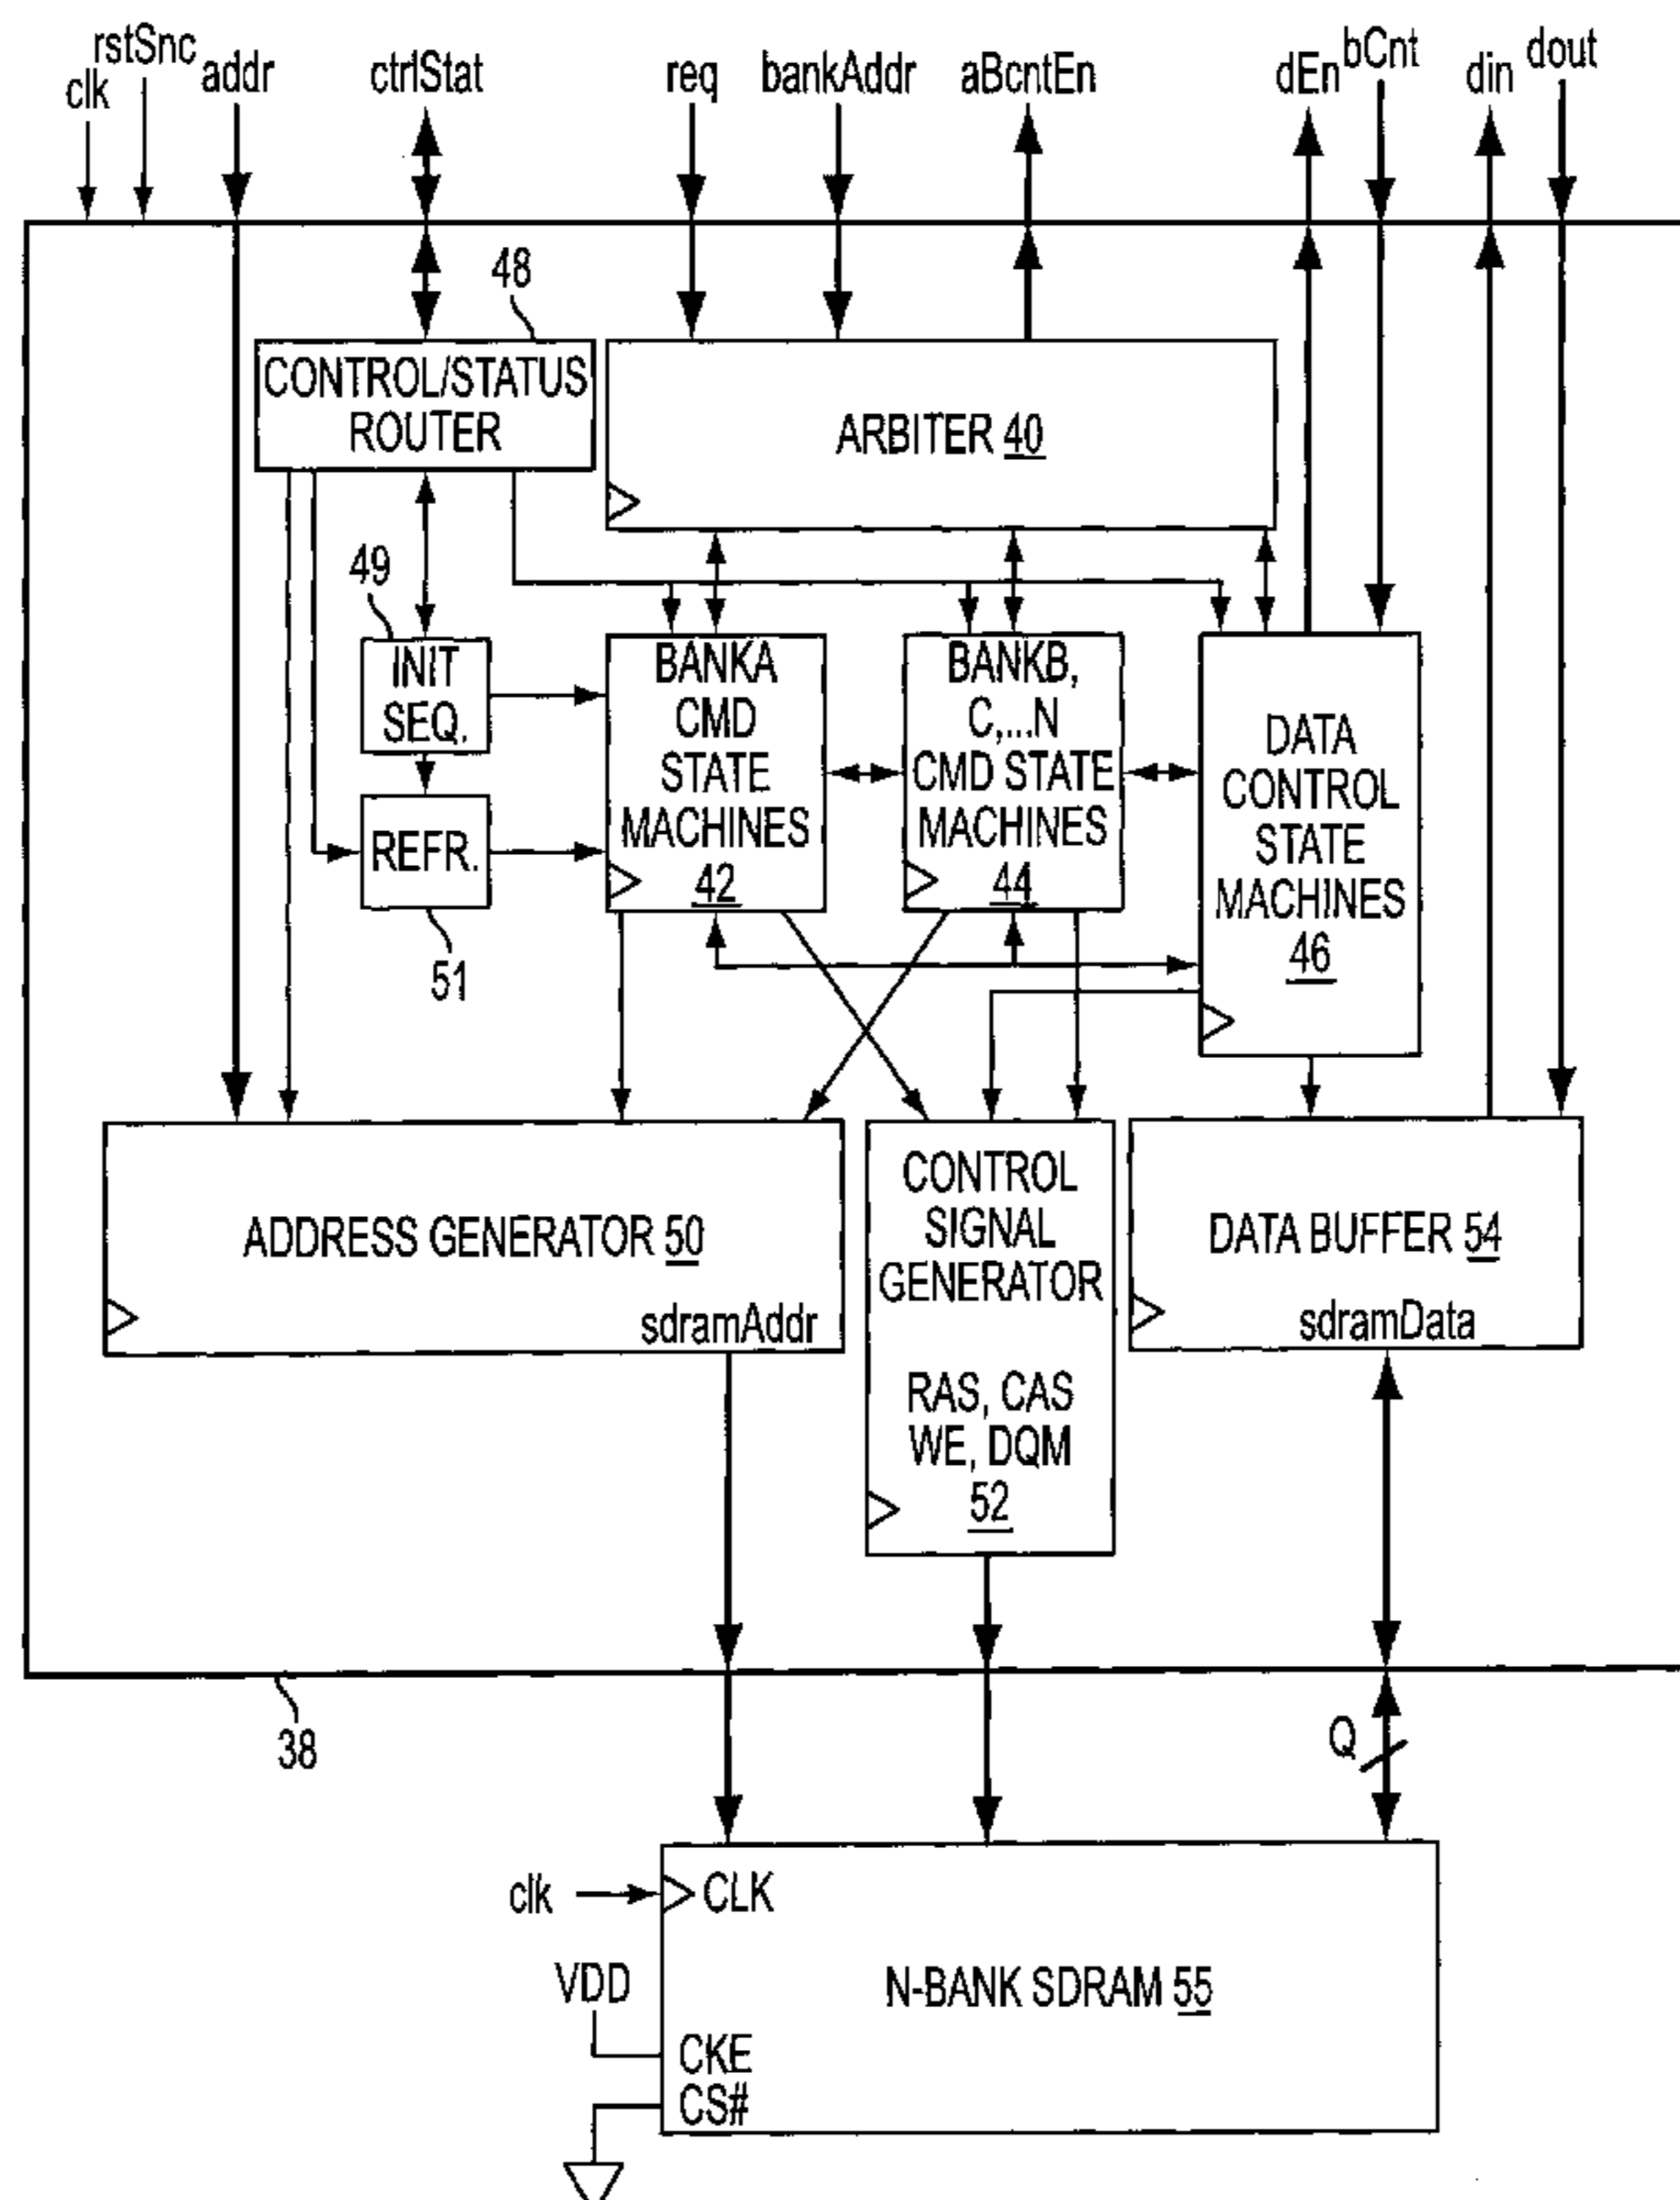 rstSnc
clk
addr
ctrlStat
req
bankAddr
aBcntEn
dEn
bCnt
din
dout
48
CONTROL/STATUS
ROUTER
ARBITER 40
49
INIT
SEQ.
REFR.
51
BANKA
CMD
STATE
MACHINES
42
BANKB,
C,...N
CMD STATE
MACHINES
44
DATA
CONTROL
STATE
MACHINES
46
ADDRESS GENERATOR 50
sdramAddr
CONTROL
SIGNAL
GENERATOR
RAS, CAS
WE, DQM
52
DATA BUFFER 54
sdramData
38
Q
clk
CLK
VDD
N-BANK SDRAM 55
CKE
CS#